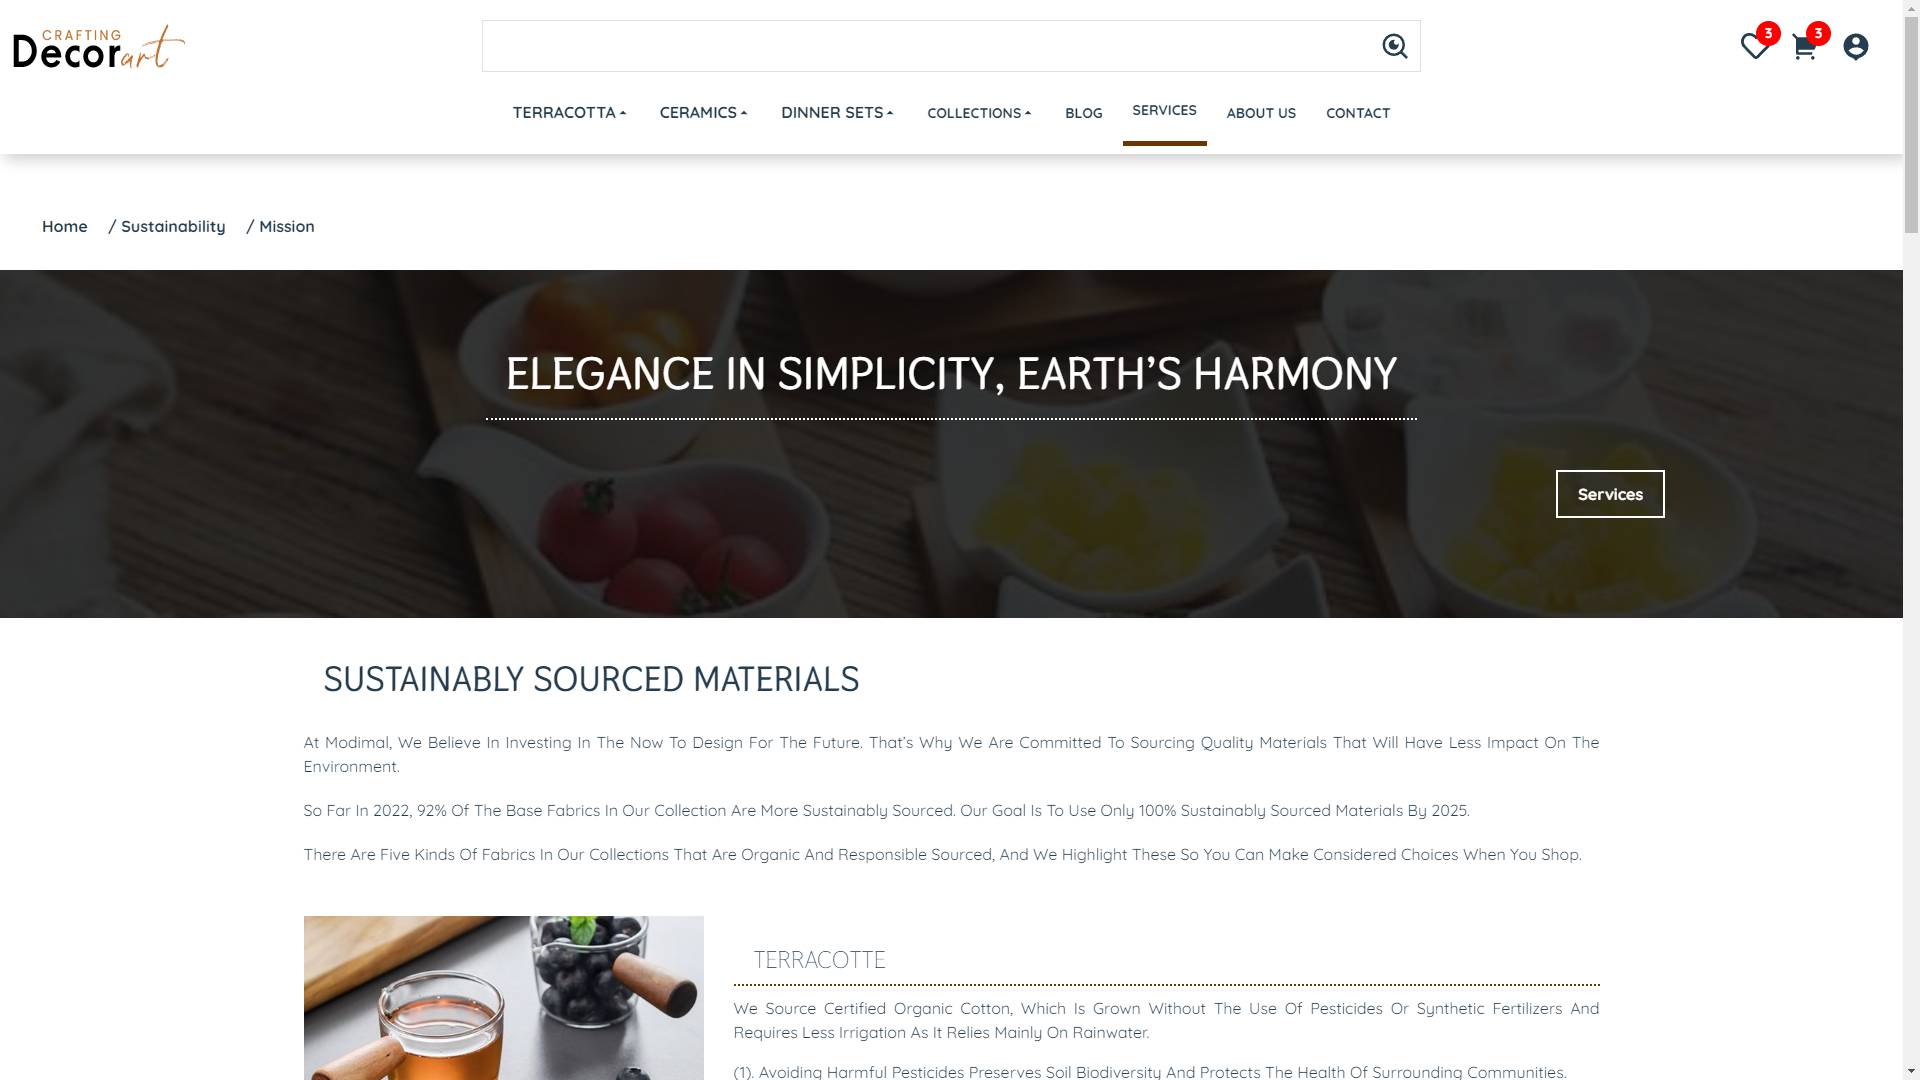 CRAFTING
Decorart
3
3
TERRACOTTA
CERAMICS
DINNER SETS
COLLECTIONS
BLOG
SERVICES
ABOUT US
CONTACT
Home / Sustainability / Mission
ELEGANCE IN SIMPLICITY, EARTH’S HARMONY
Services
SUSTAINABLY SOURCED MATERIALS
At Modimal, We Believe In Investing In The Now To Design For The Future. That’s Why We Are Committed To Sourcing Quality Materials That Will Have Less Impact On The
Environment.
So Far In 2022, 92% Of The Base Fabrics In Our Collection Are More Sustainably Sourced. Our Goal Is To Use Only 100% Sustainably Sourced Materials By 2025.
There Are Five Kinds Of Fabrics In Our Collections That Are Organic And Responsible Sourced, And We Highlight These So You Can Make Considered Choices When You Shop.
TERRACOTTE
We Source Certified Organic Cotton, Which Is Grown Without The Use Of Pesticides Or Synthetic Fertilizers And
Requires Less Irrigation As It Relies Mainly On Rainwater.
(1). Avoiding Harmful Pesticides Preserves Soil Biodiversity And Protects The Health Of Surrounding Communities.